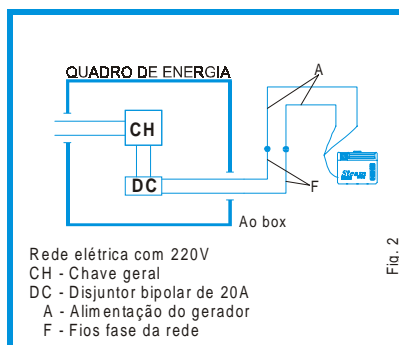 QUADRO DE ENERGIA
A
CH
DC
F
Ao box
Rede elétrica com 220V
CH - Chave geral
DC - Disjuntor bipolar de 20A
A - Alimentação do gerador
F - Fios fase da rede
Fig. 2